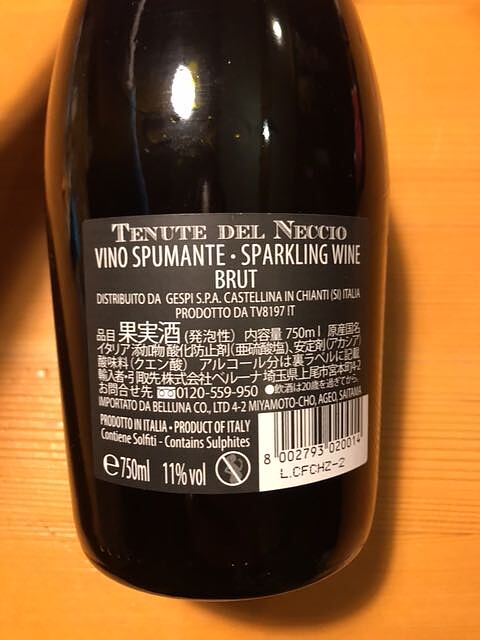 TENUTE DEL NECCIO
VINO SPUMANTE • SPARKLING WINE
BRUT
DISTRIBUITO DA GESPI S.P.A. CASTELLINA IN CHIANTI (SI) ITALIA
PRODOTTO DA TV8197 IT
品目 果実酒 (発泡性) 内容量 750ml 原産国名
イタリア 添加物 酸化防止剤(亜硫酸塩)、安定剤(アカシア)
酸味料(クエン酸) アルコール分は裏ラベルに記載
輸入者・引取先 株式会社ベルーナ埼玉県上尾市宮本町4-2
お問合せ先 0120-559-950 ●飲酒は20歳を過ぎてから。
IMPORTATO DA BELLUNA CO., LTD 4-2 MIYAMOTO-CHO, AGEO, SAITAMA
PRODOTTO IN ITALIA • PRODUCT OF ITALY
Contiene Solfiti - Contains Sulphites
e750ml 11% vol
8 002793 020014
L.CFCHZ-2